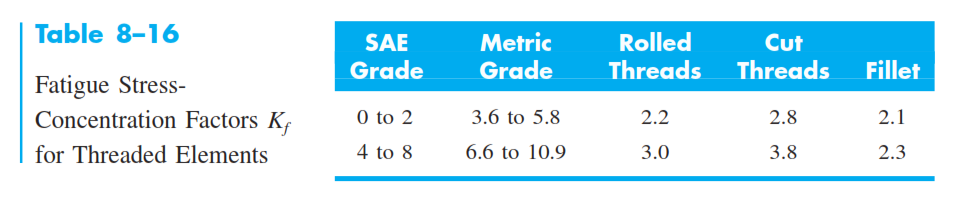 Table 8–16
Fatigue Stress-
Concentration Factors Kf
for Threaded Elements
SAE Grade Metric Grade Rolled Threads Cut Threads Fillet
0 to 2 3.6 to 5.8 2.2 2.8 2.1
4 to 8 6.6 to 10.9 3.0 3.8 2.3